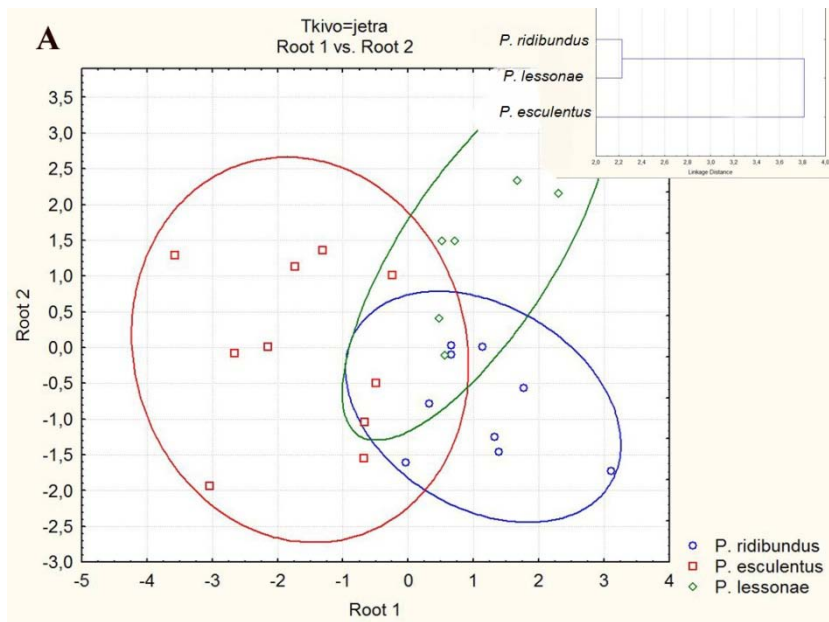 A
Tkivo=jetra
Root 1 vs. Root 2
P. ridibundus
P. lessonae
P. esculentus
2,0 2,2 2,4 2,6 2,8 3,0 3,2 3,4 3,6 3,8 4,0
Linkage Distance
3,5
3,0
2,5
2,0
1,5
1,0
0,5
0,0
-0,5
-1,0
-1,5
-2,0
-2,5
-3,0
Root 2
-5 -4 -3 -2 -1 0 1 2 3 4
Root 1
P. ridibundus
P. esculentus
P. lessonae